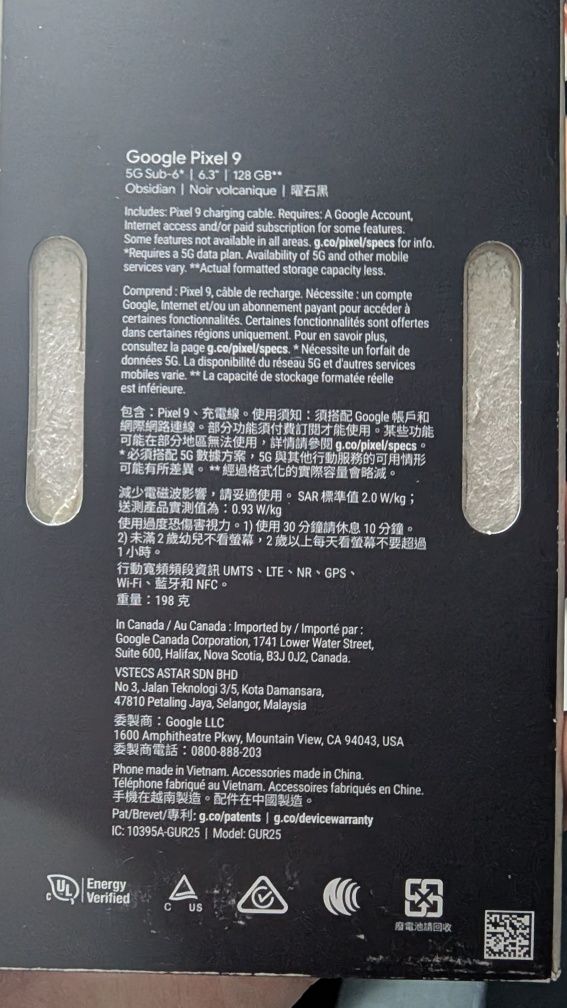 Google Pixel 9
5G Sub-6* | 6.3" | 128 GB**
Obsidian | Noir volcanique | 曜石黑
Includes: Pixel 9 charging cable. Requires: A Google Account,
Internet access and/or paid subscription for some features.
Some features not available in all areas. g.co/pixel/specs for info.
*Requires a 5G data plan. Availability of 5G and other mobile
services vary. **Actual formatted storage capacity less.
Comprend : Pixel 9, câble de recharge. Nécessite : un compte
Google, Internet et/ou un abonnement payant pour accéder à
certaines fonctionnalités. Certaines fonctionnalités sont offertes
dans certaines régions uniquement. Pour en savoir plus,
consultez la page g.co/pixel/specs. * Nécessite un forfait de
données 5G. La disponibilité du réseau 5G et d'autres services
mobiles varie. ** La capacité de stockage formatée réelle
est inférieure.
包含：Pixel 9、充電線。使用須知：須搭配 Google 帳戶和
網際網路連線。部分功能須付費訂閱才能使用。某些功能
可能在部分地區無法使用，詳情請參閱 g.co/pixel/specs。
*必須搭配 5G 數據方案，5G 與其他行動服務的可用情形
可能有所差異。** 經過格式化的實際容量會略減。
減少電磁波影響，請妥適使用。 SAR 標準值 2.0 W/kg；
送測產品實測值為：0.93 W/kg
使用過度恐傷害視力。1) 使用 30 分鐘請休息 10 分鐘。
2) 未滿 2 歲幼兒不看螢幕，2 歲以上每天看螢幕不要超過
1 小時。
行動寬頻頻段資訊 UMTS、LTE、NR、GPS、
Wi-Fi、藍牙和 NFC。
重量：198 克
In Canada / Au Canada : Imported by / Importé par :
Google Canada Corporation, 1741 Lower Water Street,
Suite 600, Halifax, Nova Scotia, B3J 0J2, Canada.
VSTECS ASTAR SDN BHD
No 3, Jalan Teknologi 3/5, Kota Damansara,
47810 Petaling Jaya, Selangor, Malaysia
委製商：Google LLC
1600 Amphitheatre Pkwy, Mountain View, CA 94043, USA
委製商電話：0800-888-203
Phone made in Vietnam. Accessories made in China.
Téléphone fabriqué au Vietnam. Accessoires fabriqués en Chine.
手機在越南製造。配件在中國製造。
Pat/Brevet/專利: g.co/patents | g.co/devicewarranty
IC: 10395A-GUR25 | Model: GUR25
C UL Energy
Verified
C US
廢電池請回收